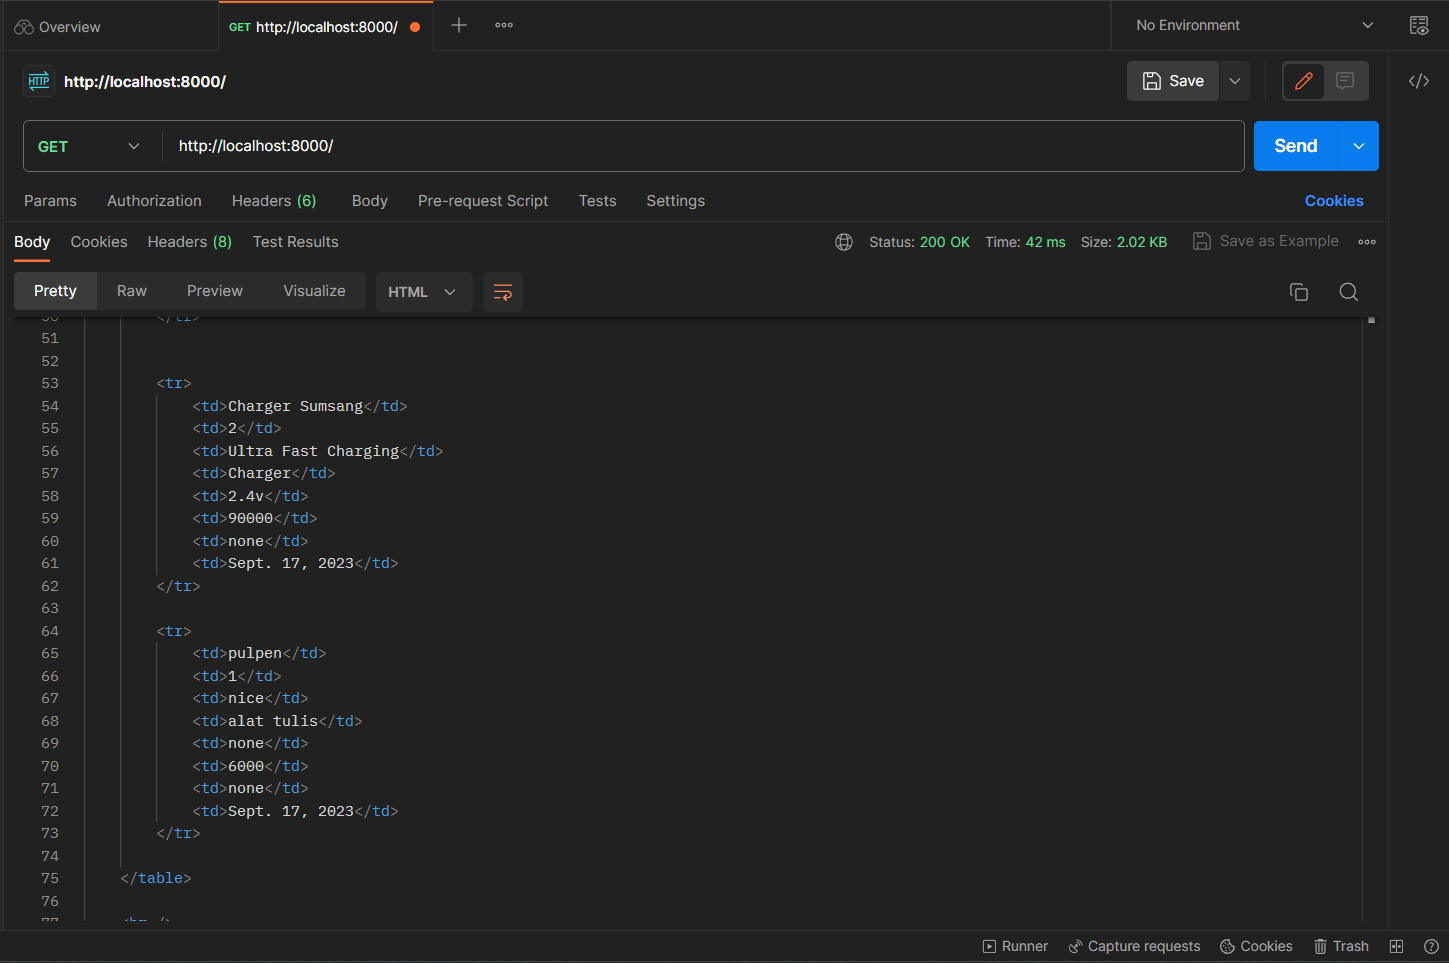 Overview
GET http://localhost:8000/
No Environment
HTTP http://localhost:8000/
Save
GET http://localhost:8000/
Send
Params Authorization Headers (6) Body Pre-request Script Tests Settings Cookies
Body Cookies Headers (8) Test Results Status: 200 OK Time: 42 ms Size: 2.02 KB Save as Example
Pretty Raw Preview Visualize HTML
50 </tr>
51
52
53 <tr>
54 <td>Charger Sumsang</td>
55 <td>2</td>
56 <td>Ultra Fast Charging</td>
57 <td>Charger</td>
58 <td>2.4v</td>
59 <td>90000</td>
60 <td>none</td>
61 <td>Sept. 17, 2023</td>
62 </tr>
63
64 <tr>
65 <td>pulpen</td>
66 <td>1</td>
67 <td>nice</td>
68 <td>alat tulis</td>
69 <td>none</td>
70 <td>6000</td>
71 <td>none</td>
72 <td>Sept. 17, 2023</td>
73 </tr>
74
75 </table>
76
77
Runner Capture requests Cookies Trash